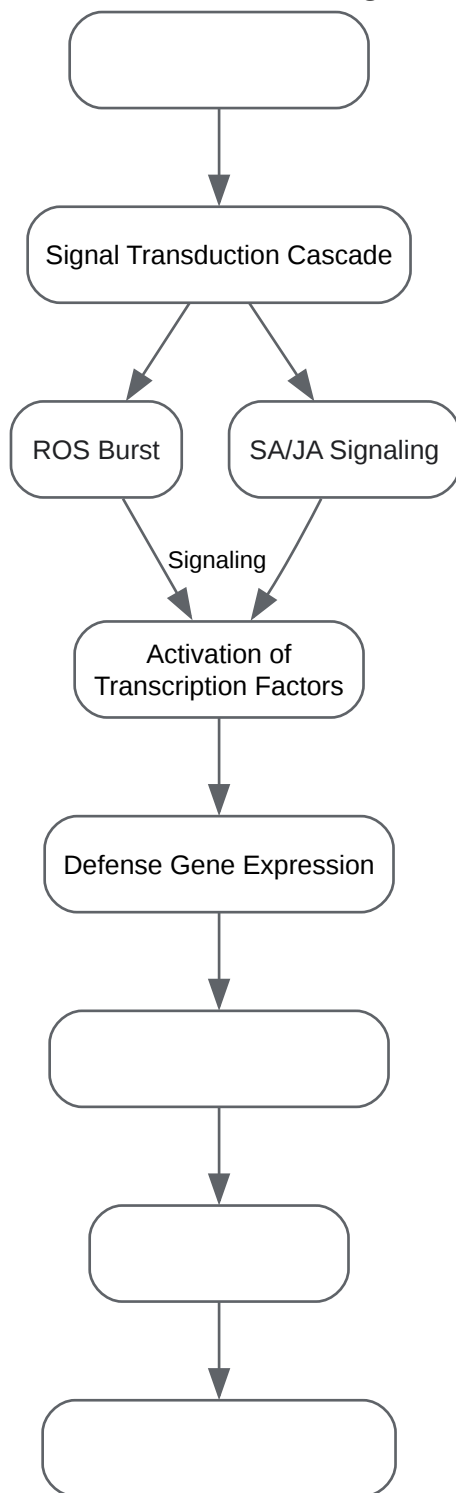 Signal Transduction Cascade
ROS Burst
SA/JA Signaling
Signaling
Activation of
Transcription Factors
Defense Gene Expression